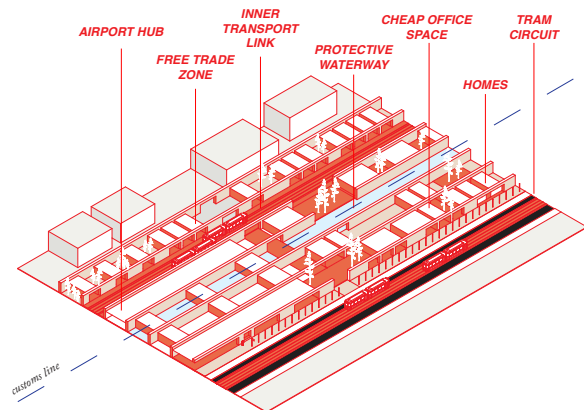 AIRPORT HUB
FREE TRADE
ZONE
INNER
TRANSPORT
LINK
PROTECTIVE
WATERWAY
CHEAP OFFICE
SPACE
HOMES
TRAM
CIRCUIT
customs line